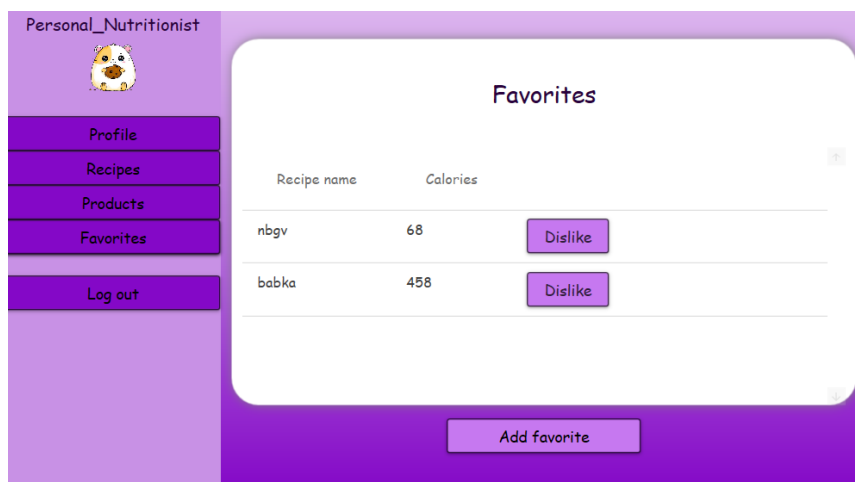 Personal_Nutritionist
Profile
Recipes
Products
Favorites
Log out
Favorites
Recipe name Calories
nbgv 68 Dislike
babka 458 Dislike
Add favorite